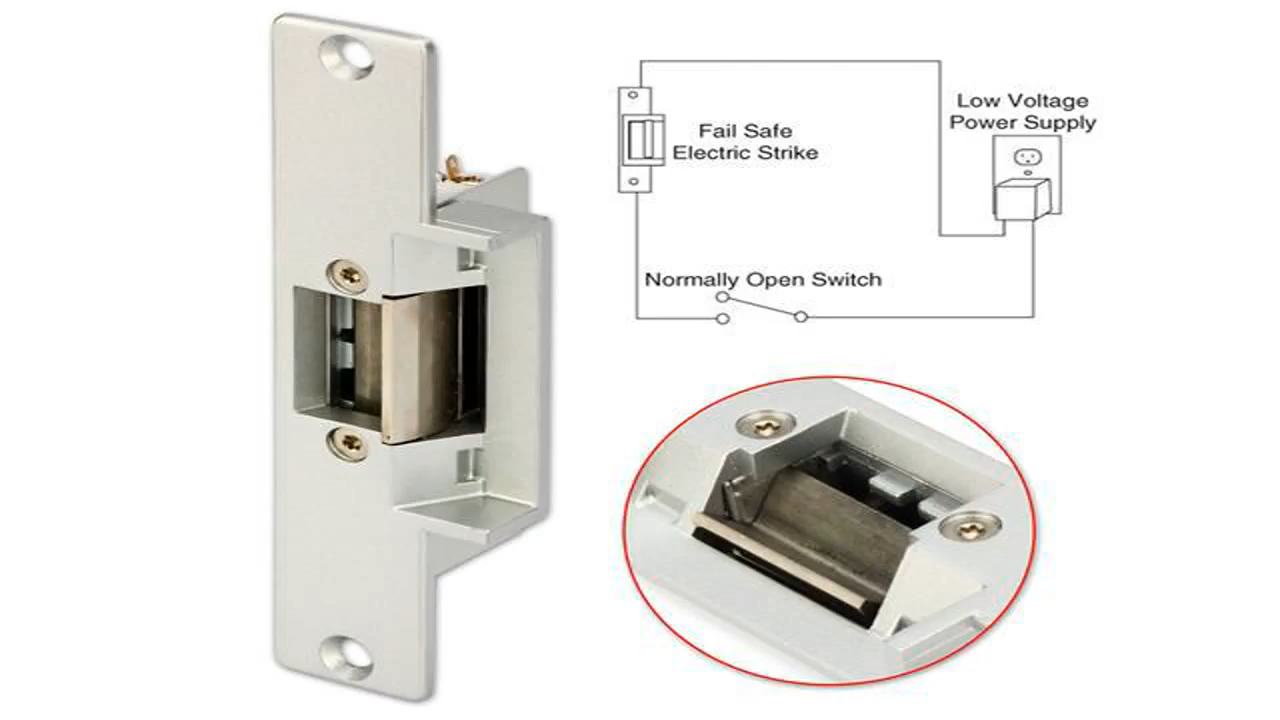 Low Voltage
Power Supply
Fail Safe
Electric Strike
Normally Open Switch